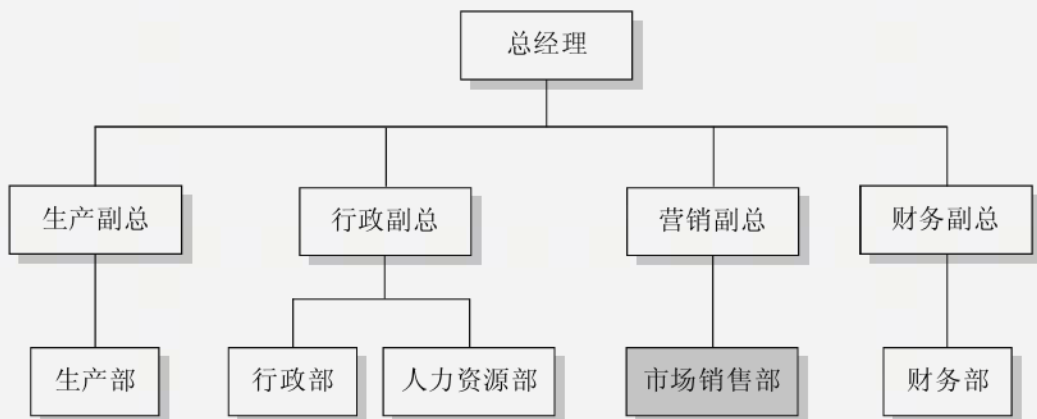 总经理
生产副总
行政副总
营销副总
财务副总
生产部
行政部
人力资源部
市场销售部
财务部